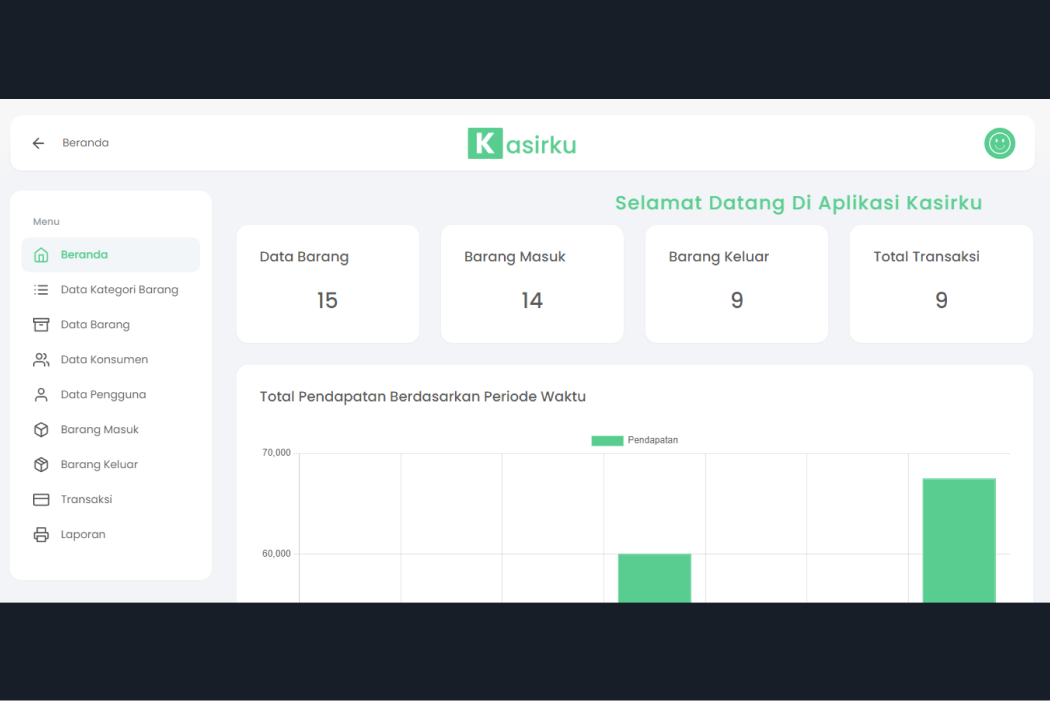 Beranda
Kasirku
Menu
Beranda
Data Kategori Barang
Data Barang
Data Konsumen
Data Pengguna
Barang Masuk
Barang Keluar
Transaksi
Laporan
Selamat Datang Di Aplikasi Kasirku
Data Barang
15
Barang Masuk
14
Barang Keluar
9
Total Transaksi
9
Total Pendapatan Berdasarkan Periode Waktu
Pendapatan
70,000
60,000